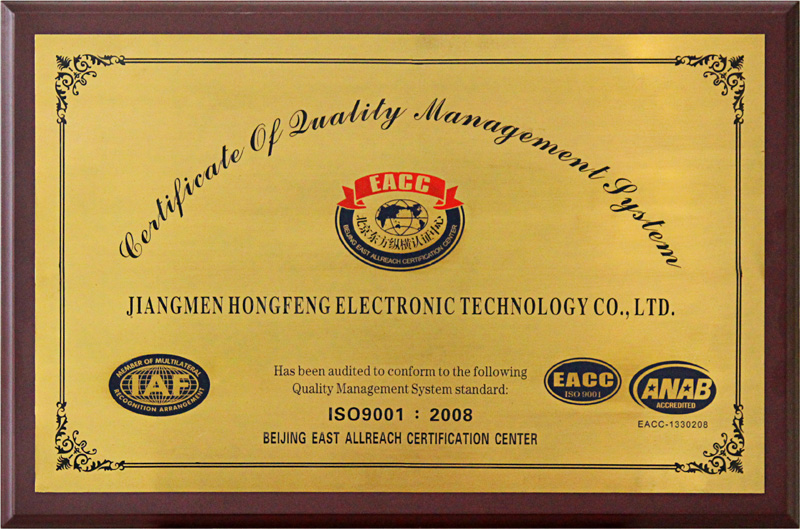 Certificate Of Quality Management System
EACC
北京东方纵横认证中心
BEIJING EAST ALLREACH CERTIFICATION CENTER
JIANGMEN HONGFENG ELECTRONIC TECHNOLOGY CO., LTD.
MEMBER OF MULTILATERAL
IAF
RECOGNITION ARRANGEMENT
Has been audited to conform to the following
Quality Management System standard:
ISO9001 : 2008
BEIJING EAST ALLREACH CERTIFICATION CENTER
EACC
ISO 9001
ANAB
ACCREDITED
EACC-1330208